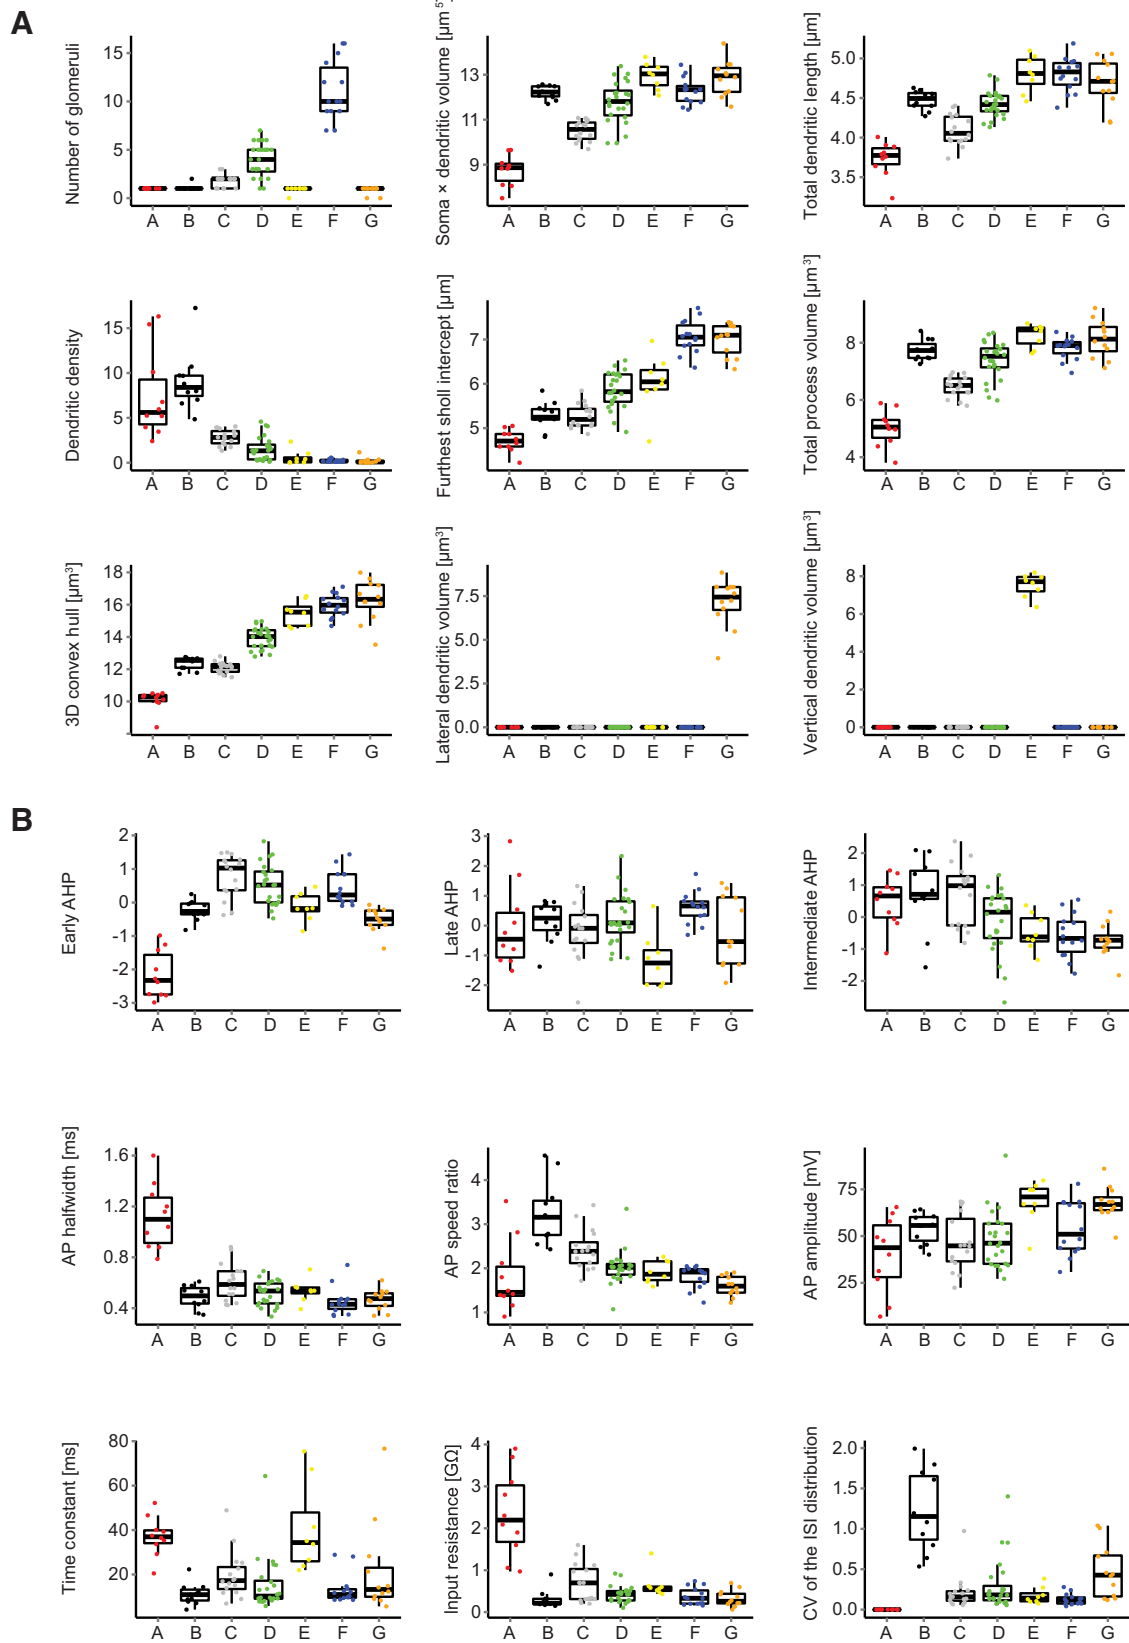 A
Number of glomeruli
15
10
5
0
A B C D E F G
Soma × dendritic volume [µm⁵
13
11
9
A B C D E F G
Total dendritic length [µm]
5.0
4.5
4.0
3.5
A B C D E F G
Dendritic density
15
10
5
0
A B C D E F G
Furthest sholl intercept [µm]
7
6
5
A B C D E F G
Total process volume [µm³]
8
6
4
A B C D E F G
3D convex hull [µm³]
18
16
14
12
10
A B C D E F G
Lateral dendritic volume [µm³]
7.5
5.0
2.5
0.0
A B C D E F G
Vertical dendritic volume [µm³]
8
6
4
2
0
A B C D E F G
B
Early AHP
2
1
0
-1
-2
-3
A B C D E F G
Late AHP
3
2
1
0
-1
-2
A B C D E F G
Intermediate AHP
2
1
0
-1
-2
A B C D E F G
AP halfwidth [ms]
1.6
1.2
0.8
0.4
A B C D E F G
AP speed ratio
4
3
2
1
A B C D E F G
AP amplitude [mV]
75
50
25
A B C D E F G
Time constant [ms]
80
60
40
20
A B C D E F G
Input resistance [GΩ]
4
3
2
1
0
A B C D E F G
CV of the ISI distribution
2.0
1.5
1.0
0.5
0.0
A B C D E F G